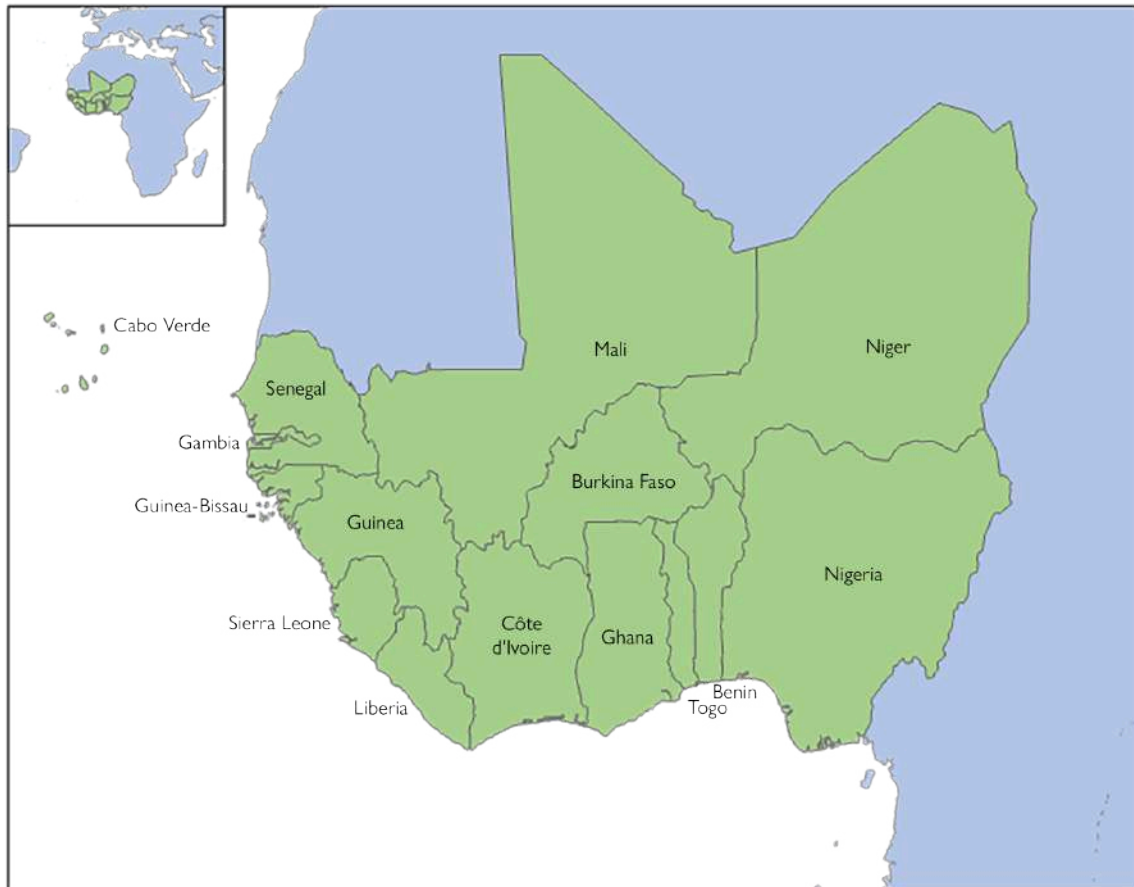 Cabo Verde
Mali
Niger
Senegal
Gambia
Burkina Faso
Guinea-Bissau
Guinea
Nigeria
Sierra Leone
Côte
d'Ivoire
Ghana
Liberia
Benin
Togo